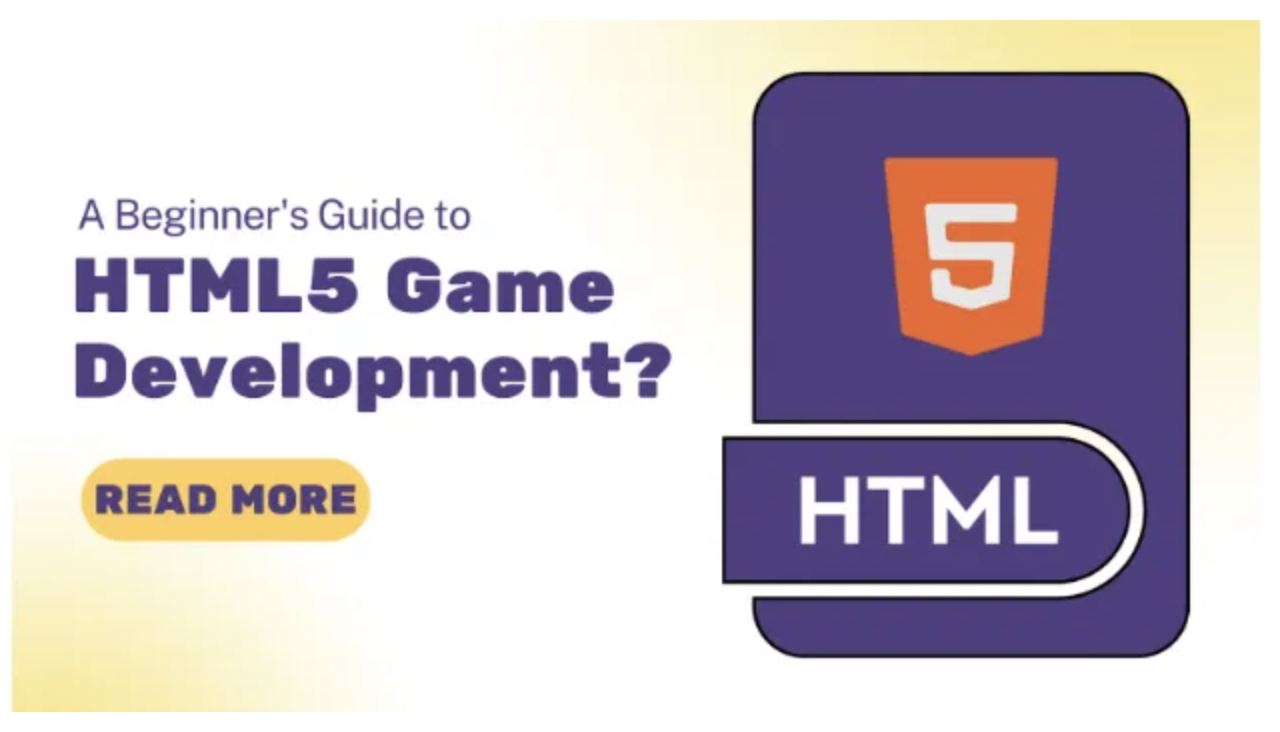 A Beginner's Guide to
HTML5 Game
Development?
READ MORE
5
HTML